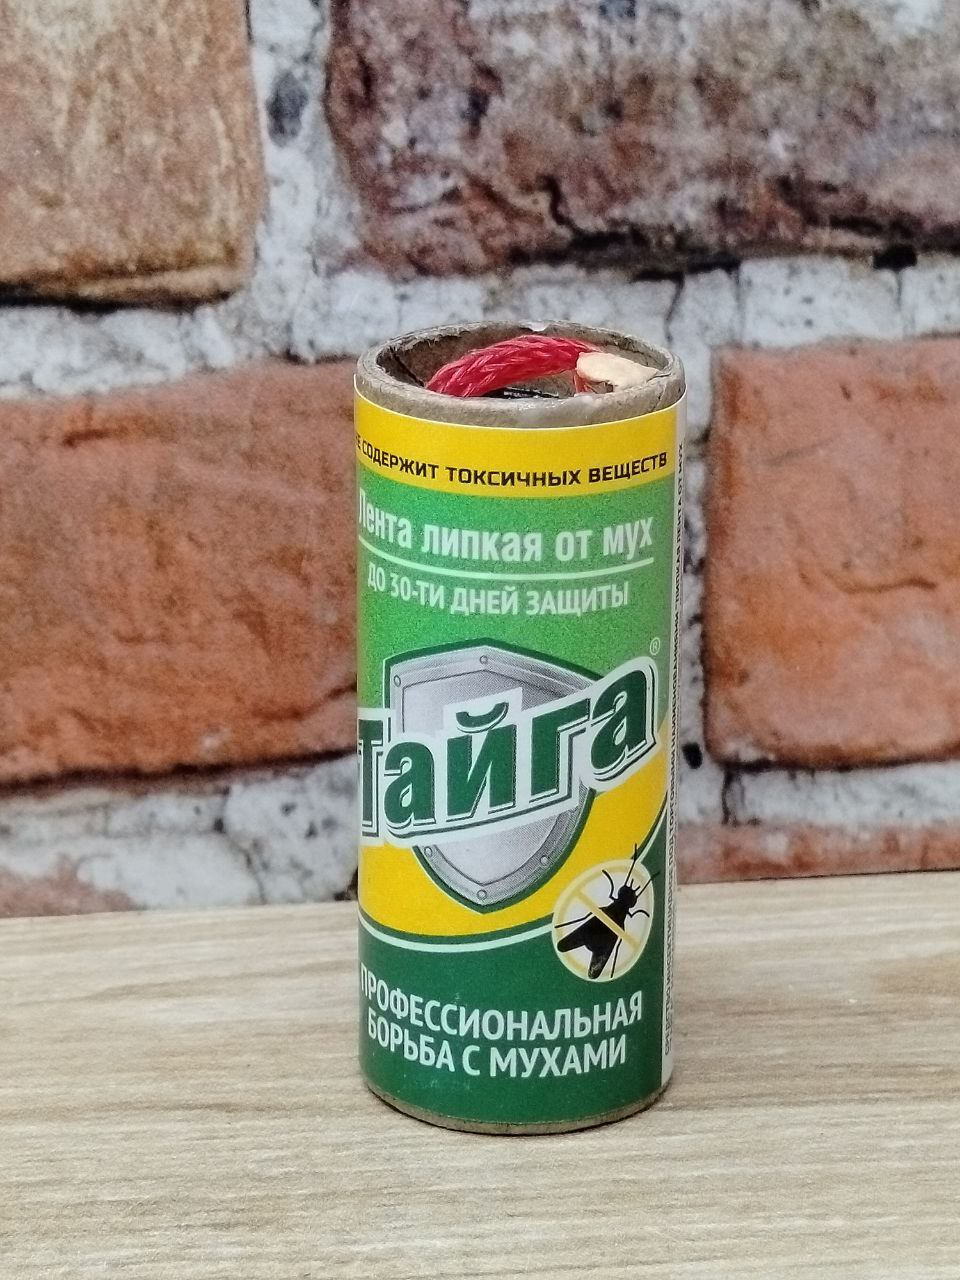 НЕ СОДЕРЖИТ ТОКСИЧНЫХ ВЕЩЕСТВ
Лента липкая от мух
ДО 30-ТИ ДНЕЙ ЗАЩИТЫ
Тайга®
ПРОФЕССИОНАЛЬНАЯ
БОРЬБА С МУХАМИ